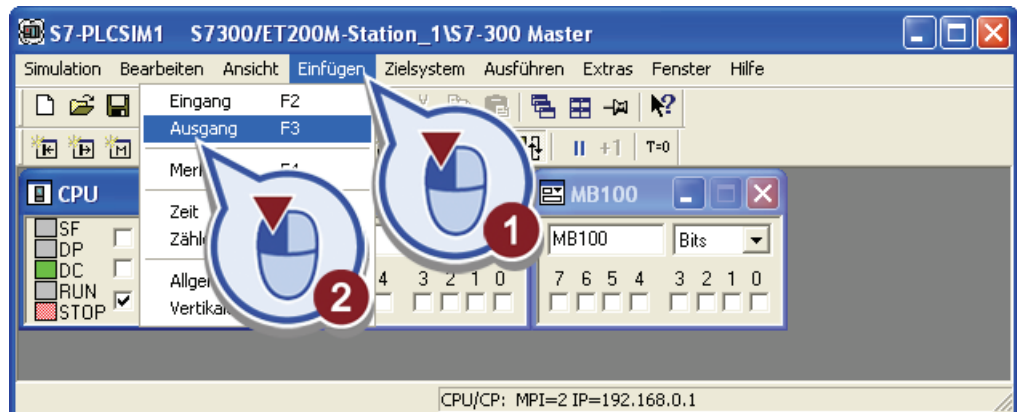 S7-PLCSIM1 S7300/ET200M-Station_1\S7-300 Master
Simulation Bearbeiten Ansicht Einfügen Zielsystem Ausführen Extras Fenster Hilfe
Eingang F2
Ausgang F3
+1 T=0
CPU
MB100
Zeit
SF
DP
DC
RUN
STOP
MB100 Bits
4 3 2 1 0
7 6 5 4 3 2 1 0
1
2
CPU/CP: MPI=2 IP=192.168.0.1